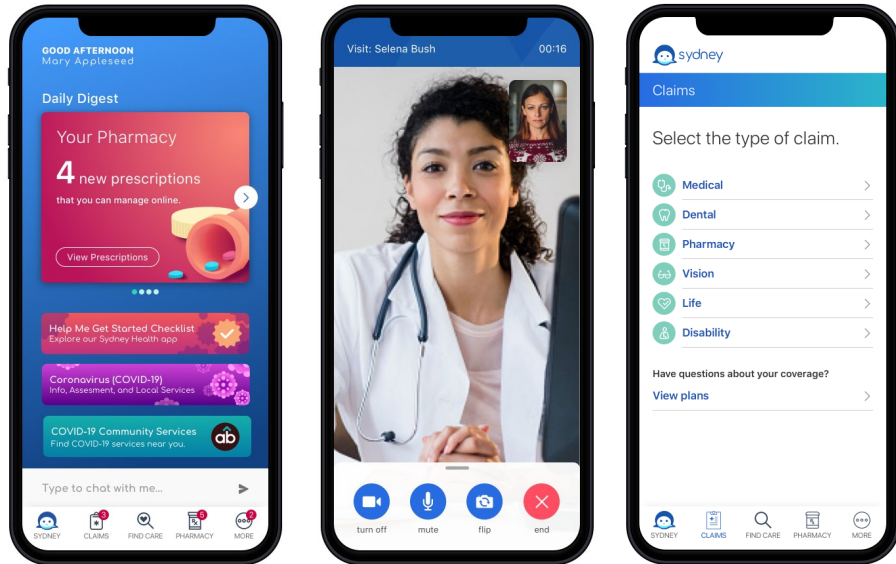 GOOD AFTERNOON
Mary Appleseed
Daily Digest
Your Pharmacy
4 new prescriptions
that you can manage online.
View Prescriptions
Help Me Get Started Checklist
Explore our Sydney Health app
Coronavirus (COVID-19)
Info, Assesment, and Local Services
COVID-19 Community Services
Find COVID-19 services near you.
ab
Type to chat with me...
3
5
2
SYDNEY
CLAIMS
FIND CARE
PHARMACY
MORE
Visit: Selena Bush
00:16
turn off
mute
flip
end
sydney
Claims
Select the type of claim.
Medical
Dental
Pharmacy
Vision
Life
Disability
Have questions about your coverage?
View plans
SYDNEY
CLAIMS
FIND CARE
PHARMACY
MORE